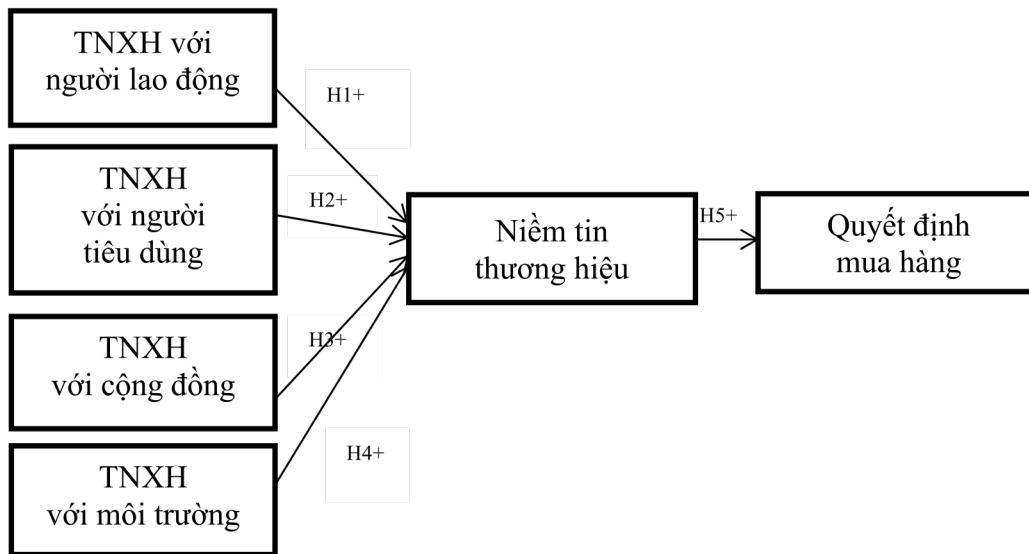 TNXH với
người lao động
H1+
TNXH
với người
tiêu dùng
H2+
TNXH
với cộng đồng
H3+
TNXH
với môi trường
H4+
Niềm tin
thương hiệu
H5+
Quyết định
mua hàng